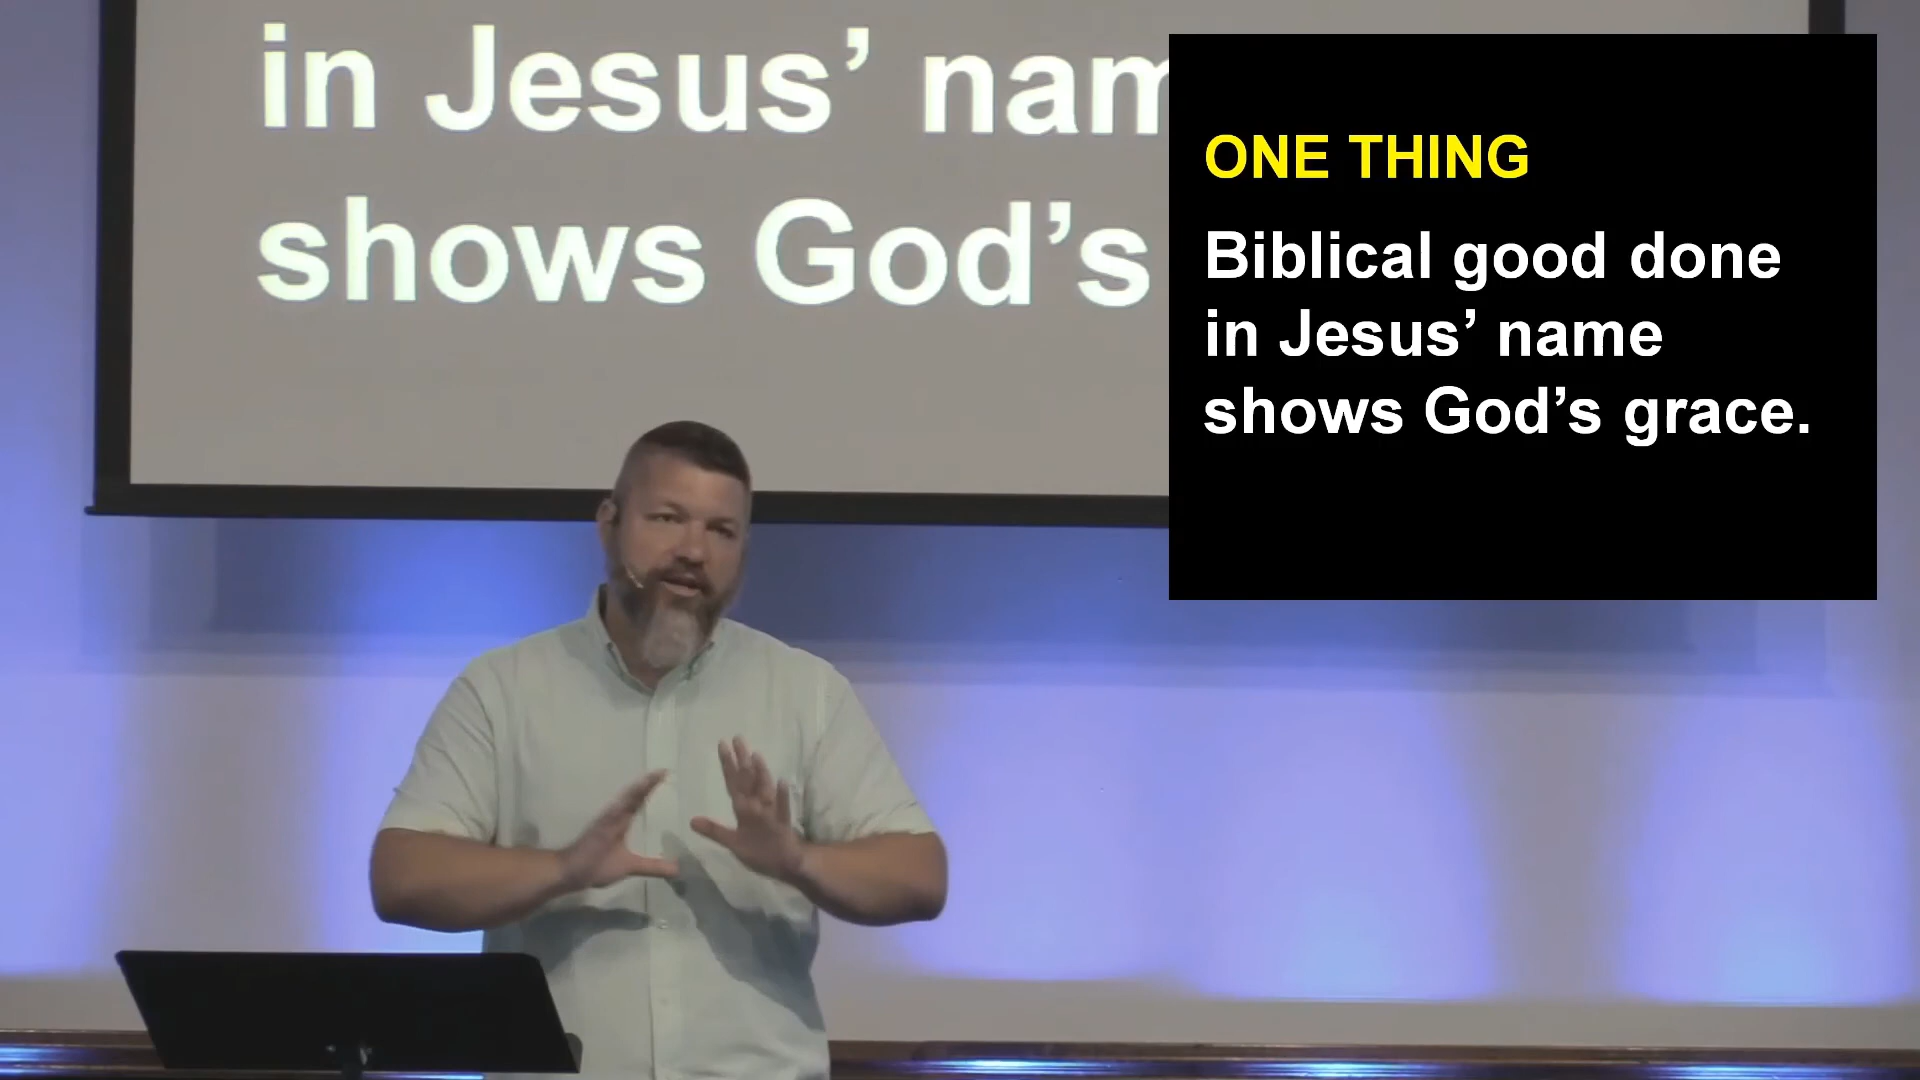 in Jesus’ nam
shows God’s
ONE THING
Biblical good done
in Jesus’ name
shows God’s grace.